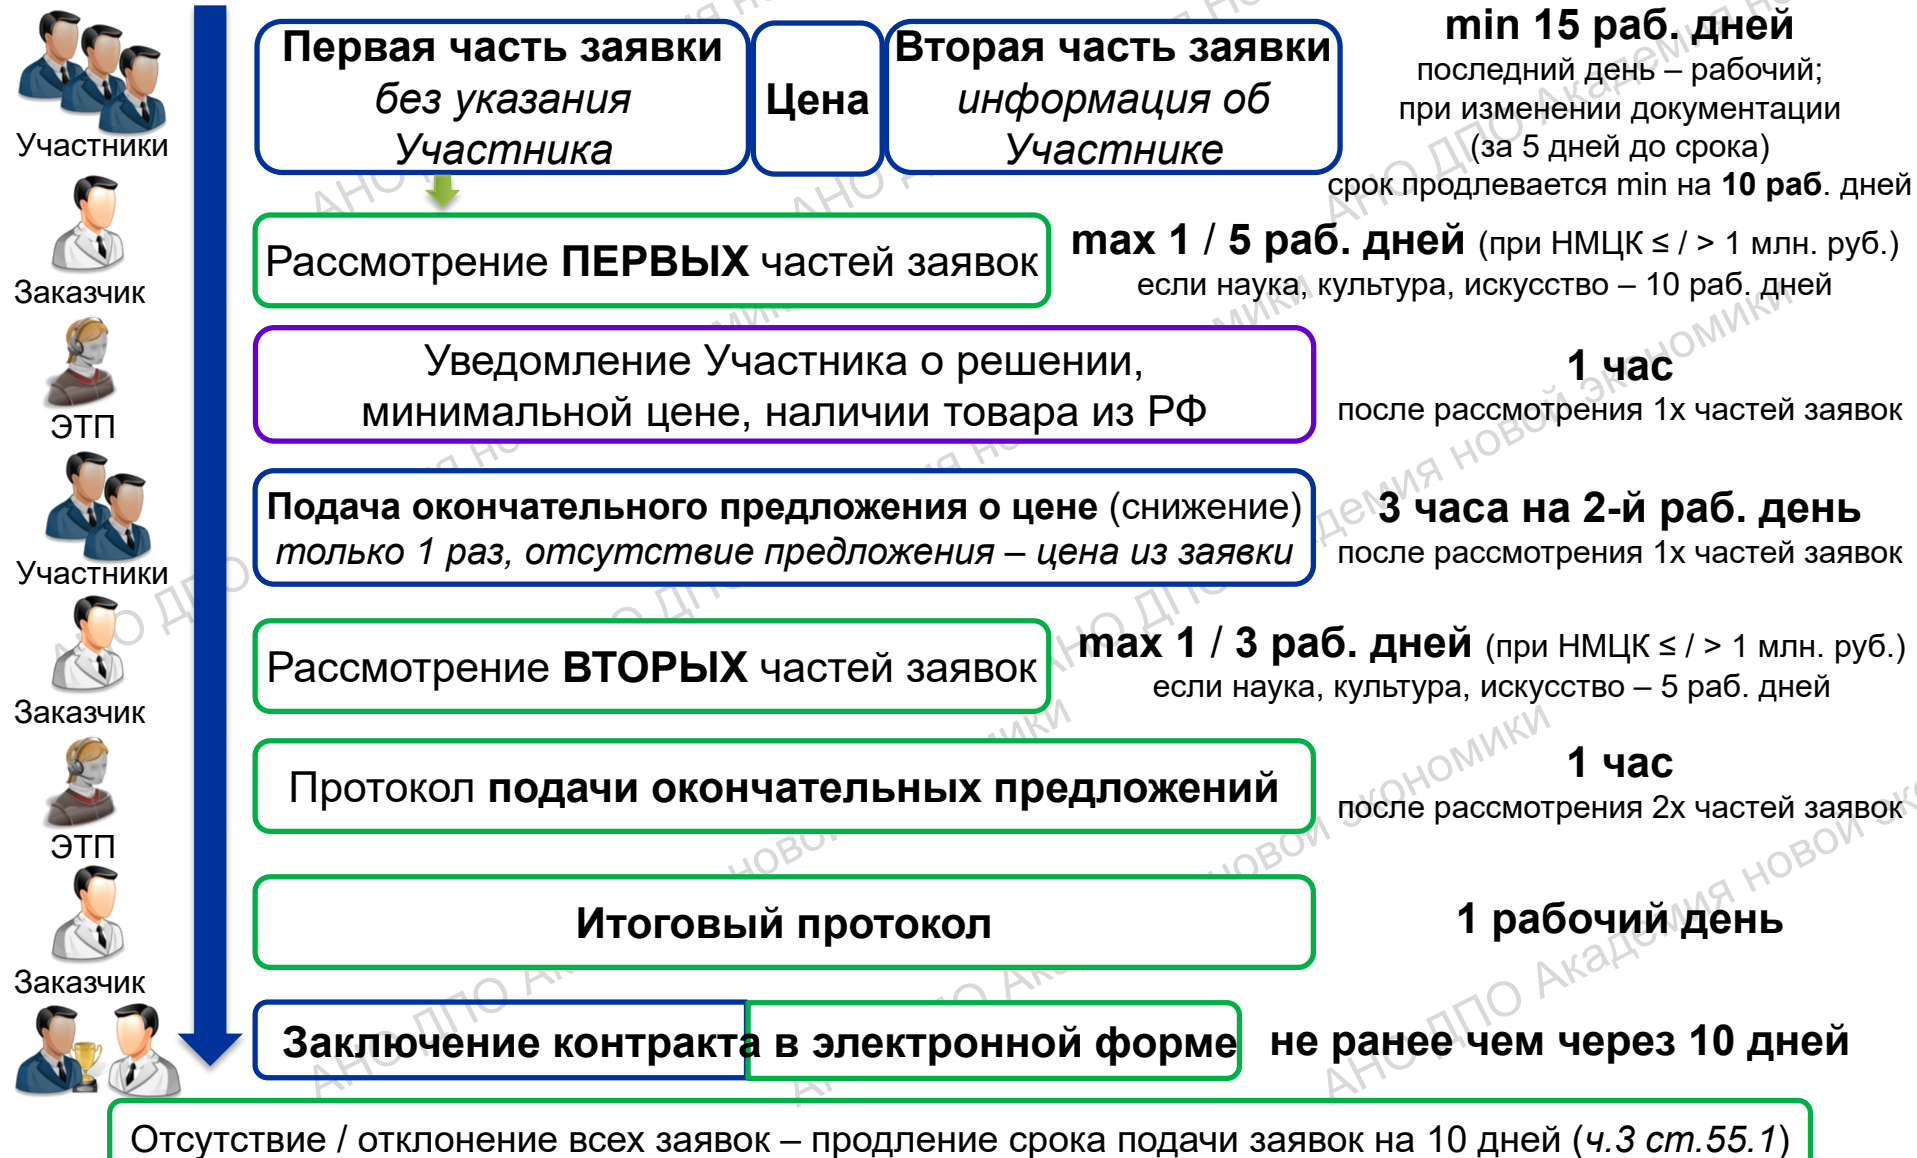 Первая часть заявки
без указания
Участника
Цена
Вторая часть заявки
информация об
Участнике
min 15 раб. дней
последний день – рабочий;
при изменении документации
(за 5 дней до срока)
срок продлевается min на 10 раб. дней
Участники
Рассмотрение ПЕРВЫХ частей заявок
max 1 / 5 раб. дней (при НМЦК ≤ / > 1 млн. руб.)
если наука, культура, искусство – 10 раб. дней
Заказчик
Уведомление Участника о решении,
минимальной цене, наличии товара из РФ
1 час
после рассмотрения 1х частей заявок
ЭТП
Подача окончательного предложения о цене (снижение)
только 1 раз, отсутствие предложения – цена из заявки
3 часа на 2-й раб. день
после рассмотрения 1х частей заявок
Участники
Рассмотрение ВТОРЫХ частей заявок
max 1 / 3 раб. дней (при НМЦК ≤ / > 1 млн. руб.)
если наука, культура, искусство – 5 раб. дней
Заказчик
Протокол подачи окончательных предложений
1 час
после рассмотрения 2х частей заявок
ЭТП
Итоговый протокол
1 рабочий день
Заказчик
Заключение контракта в электронной форме
не ранее чем через 10 дней
Отсутствие / отклонение всех заявок – продление срока подачи заявок на 10 дней (ч.3 ст.55.1)